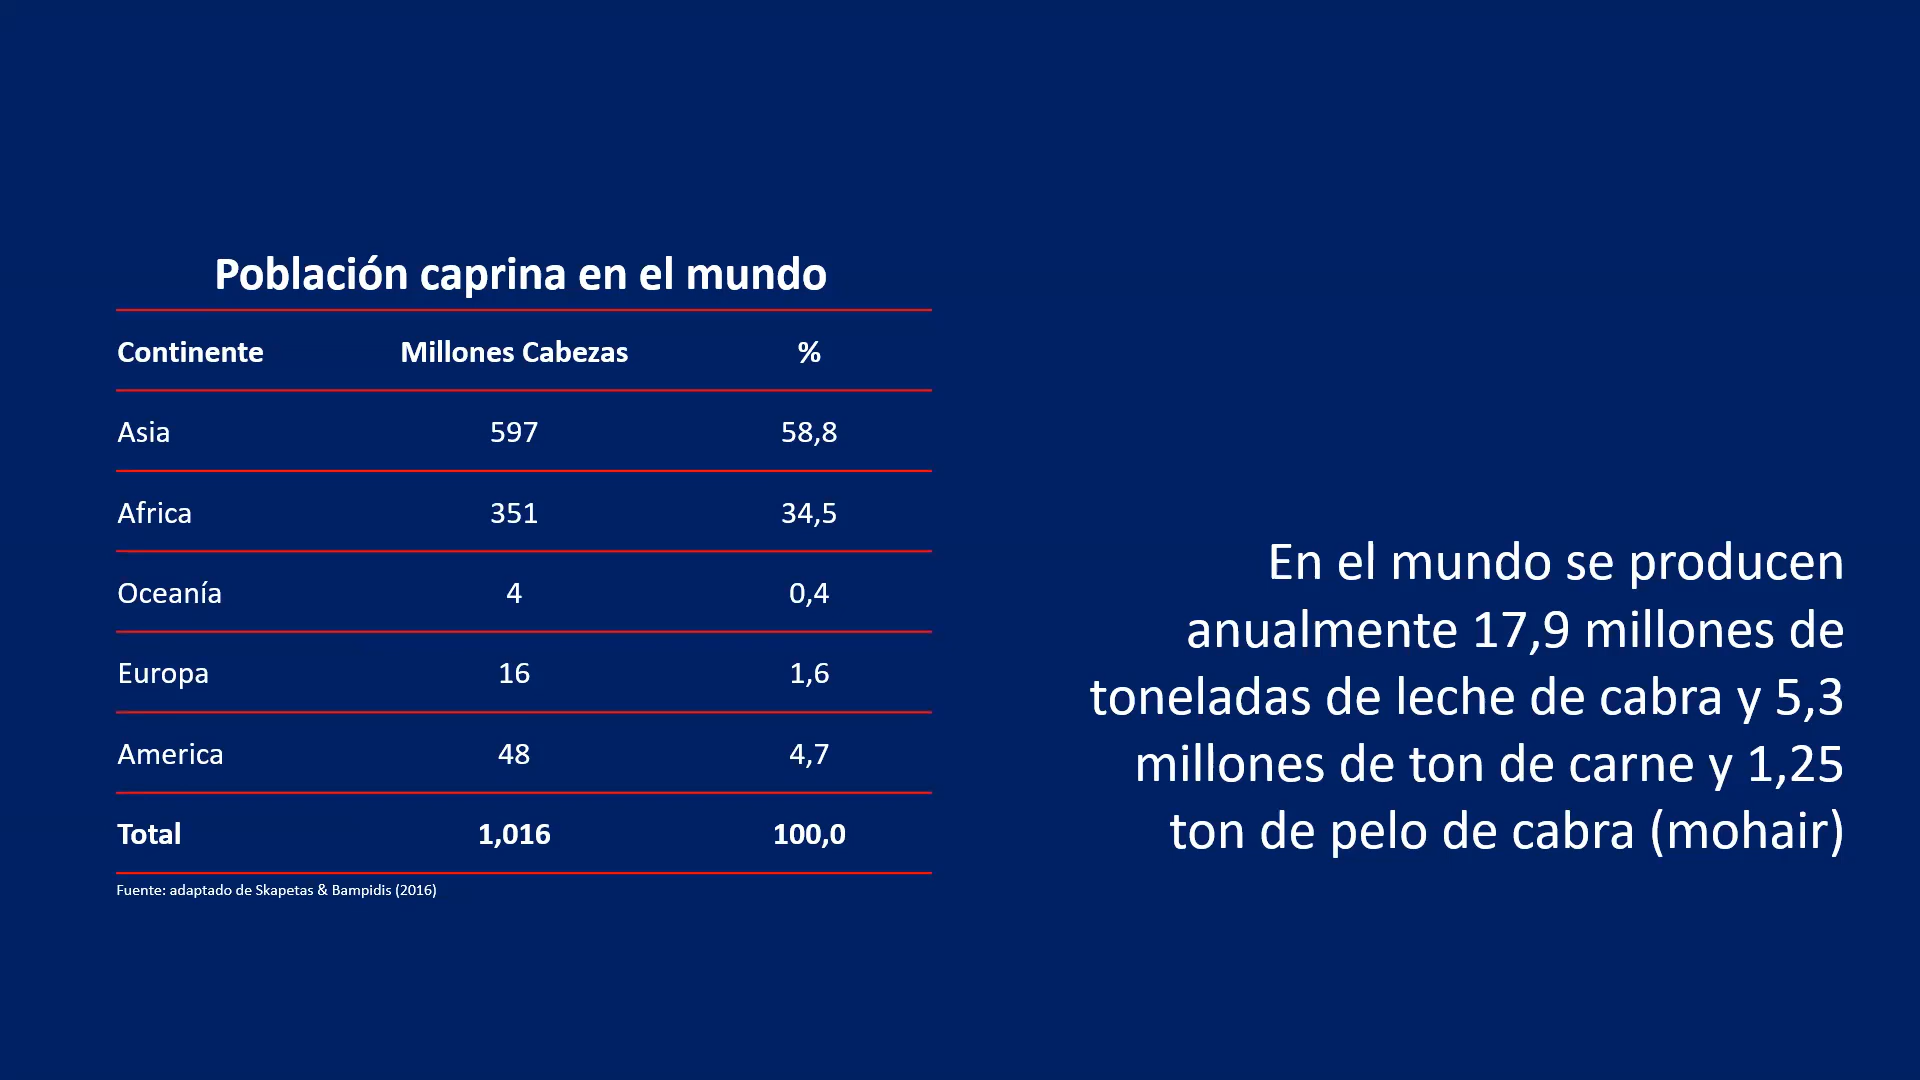 Población caprina en el mundo
Continente Millones Cabezas %
Asia 597 58,8
Africa 351 34,5
Oceanía 4 0,4
Europa 16 1,6
America 48 4,7
Total 1,016 100,0
Fuente: adaptado de Skapetas & Bampidis (2016)
En el mundo se producen
anualmente 17,9 millones de
toneladas de leche de cabra y 5,3
millones de ton de carne y 1,25
ton de pelo de cabra (mohair)